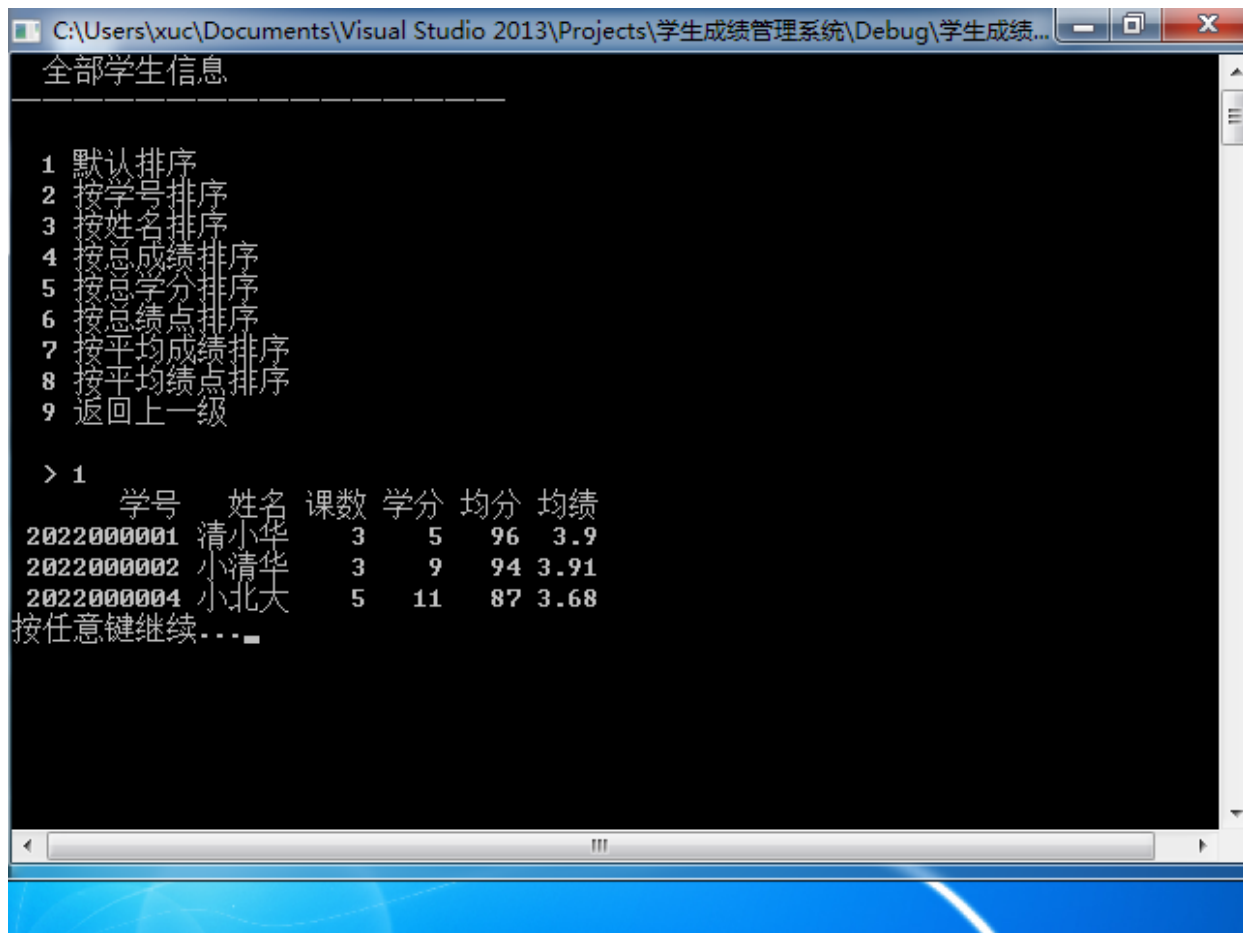 C:\Users\xuc\Documents\Visual Studio 2013\Projects\学生成绩管理系统\Debug\学生成绩...
全部学生信息
————————————————
1 默认排序
2 按学号排序
3 按姓名排序
4 按总成绩排序
5 按总学分排序
6 按总绩点排序
7 按平均成绩排序
8 按平均绩点排序
9 返回上一级
> 1
学号 姓名 课数 学分 均分 均绩
2022000001 清小华 3 5 96 3.9
2022000002 小清华 3 9 94 3.91
2022000004 小北大 5 11 87 3.68
按任意键继续...